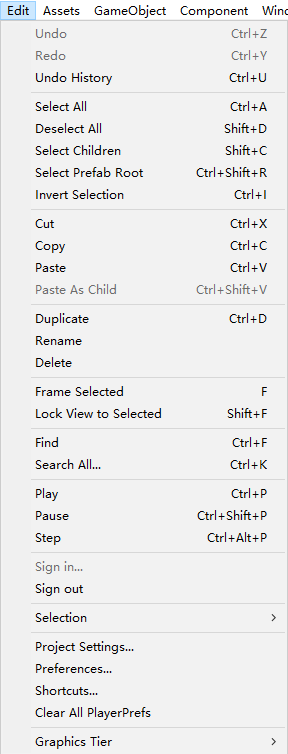 Edit Assets GameObject Component Wind
Undo Ctrl+Z
Redo Ctrl+Y
Undo History Ctrl+U
Select All Ctrl+A
Deselect All Shift+D
Select Children Shift+C
Select Prefab Root Ctrl+Shift+R
Invert Selection Ctrl+I
Cut Ctrl+X
Copy Ctrl+C
Paste Ctrl+V
Paste As Child Ctrl+Shift+V
Duplicate Ctrl+D
Rename
Delete
Frame Selected F
Lock View to Selected Shift+F
Find Ctrl+F
Search All... Ctrl+K
Play Ctrl+P
Pause Ctrl+Shift+P
Step Ctrl+Alt+P
Sign in...
Sign out
Selection
Project Settings...
Preferences...
Shortcuts...
Clear All PlayerPrefs
Graphics Tier